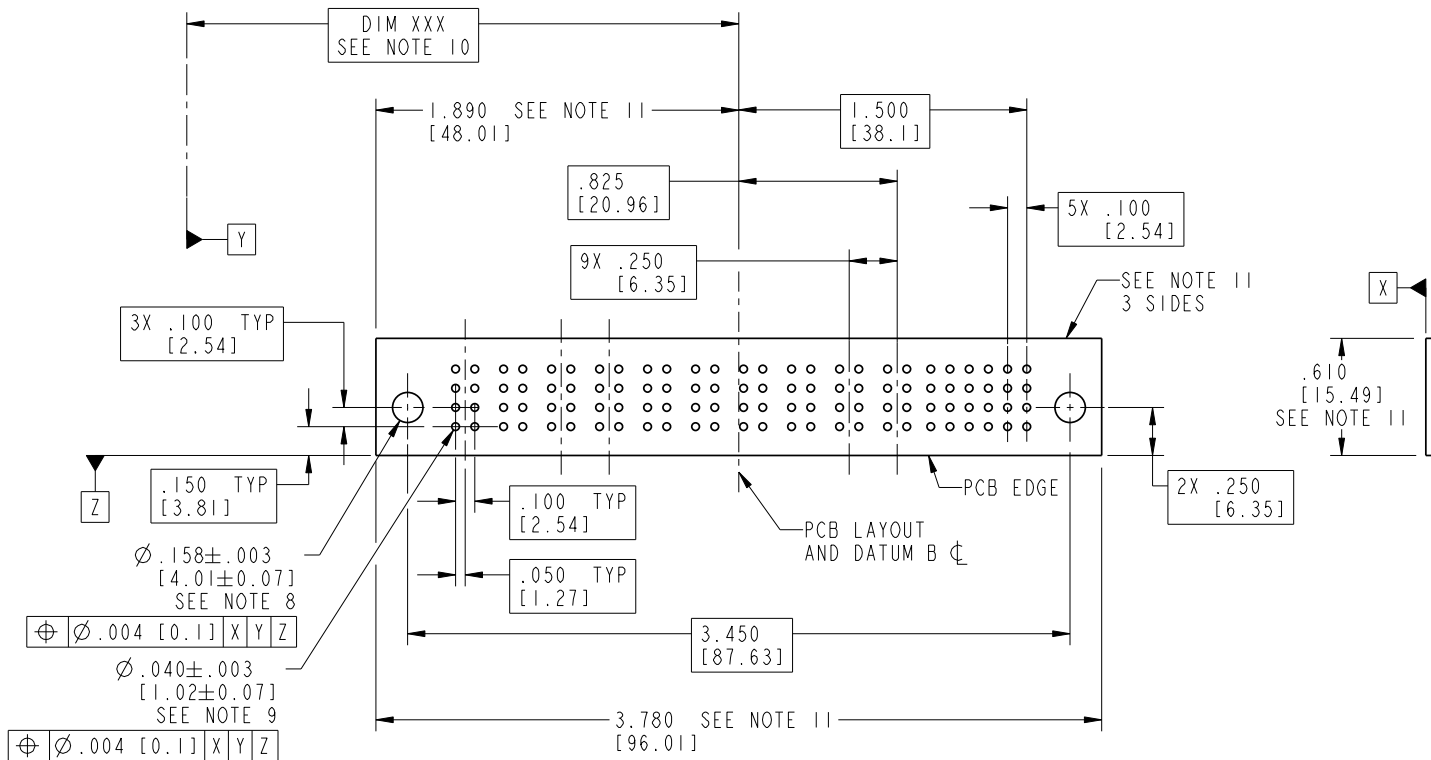 DIM XXX
SEE NOTE 10
1.890 SEE NOTE 11
[48.01]
1.500
[38.1]
.825
[20.96]
5X .100
[2.54]
Y
9X .250
[6.35]
SEE NOTE 11
3 SIDES
X
3X .100 TYP
[2.54]
.610
[15.49]
SEE NOTE 11
Z
.150 TYP
[3.81]
.100 TYP
[2.54]
PCB EDGE
2X .250
[6.35]
PCB LAYOUT
AND DATUM B ℄
Ø.158±.003
[4.01±0.07]
SEE NOTE 8
⌖ Ø.004 [0.1] X Y Z
.050 TYP
[1.27]
3.450
[87.63]
Ø.040±.003
[1.02±0.07]
SEE NOTE 9
⌖ Ø.004 [0.1] X Y Z
3.780 SEE NOTE 11
[96.01]